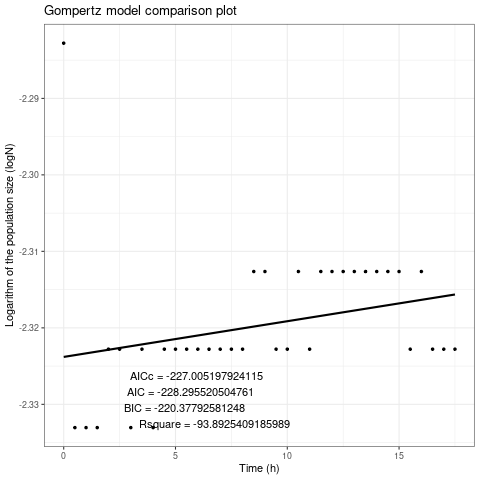 Gompertz model comparison plot
Logarithm of the population size (logN)
-2.29
-2.30
-2.31
-2.32
-2.33
AICc = -227.005197924115
AIC = -228.295520504761
BIC = -220.37792581248
Rsquare = -93.8925409185989
0 5 10 15
Time (h)